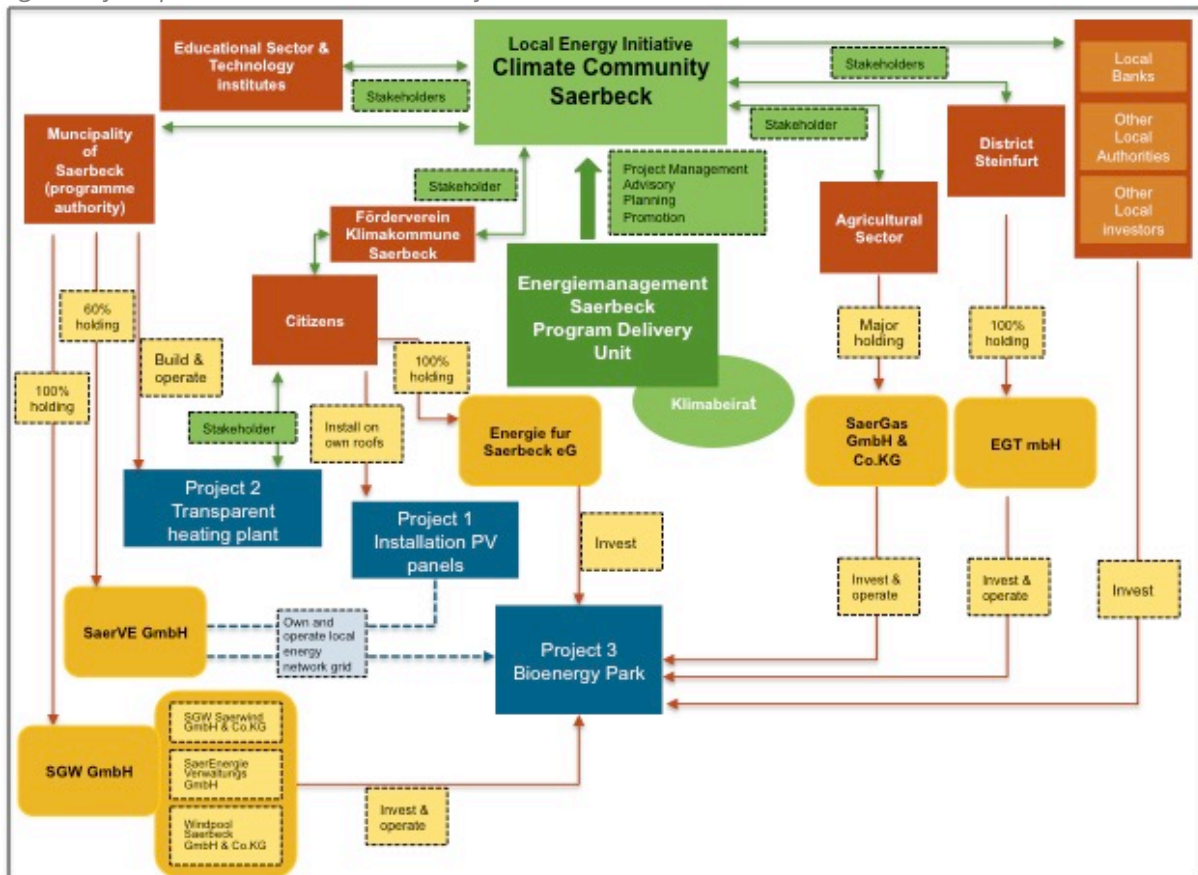 Educational Sector &
Technology
institutes
Local Energy Initiative
Climate Community
Saerbeck
Local
Banks
Other
Local
Authorities
Other
Local
investors
Stakeholders
Stakeholders
Stakeholder
Muncipality
of
Saerbeck
(programme
authority)
District
Steinfurt
Stakeholder
Project Management
Advisory
Planning
Promotion
Förderverein
Klimakommune
Saerbeck
Agricultural
Sector
Energiemanagement
Saerbeck
Program Delivery
Unit
Citizens
60%
holding
Build &
operate
100%
holding
100%
holding
Major
holding
100%
holding
Klimabeirat
Stakeholder
Install on
own roofs
Energie fur
Saerbeck eG
SaerGas
GmbH &
Co.KG
EGT mbH
Project 2
Transparent
heating plant
Project 1
Installation PV
panels
Invest
Invest &
operate
Invest &
operate
Invest
SaerVE GmbH
Own and
operate local
energy
network grid
Project 3
Bioenergy Park
SGW GmbH
SGW Saerwind
GmbH & Co.KG
SaerEnergie
Verwaltungs
GmbH
Windpool
Saerbeck
GmbH & Co.KG
Invest &
operate